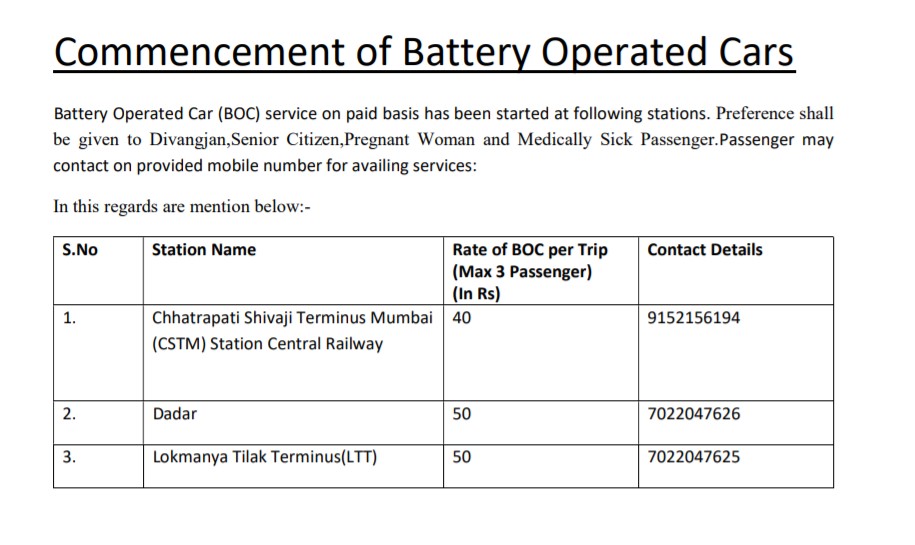 Commencement of Battery Operated Cars
Battery Operated Car (BOC) service on paid basis has been started at following stations. Preference shall
be given to Divangjan,Senior Citizen,Pregnant Woman and Medically Sick Passenger.Passenger may
contact on provided mobile number for availing services:
In this regards are mention below:-
S.No Station Name Rate of BOC per Trip Contact Details
(Max 3 Passenger)
(In Rs)
1. Chhatrapati Shivaji Terminus Mumbai 40 9152156194
(CSTM) Station Central Railway
2. Dadar 50 7022047626
3. Lokmanya Tilak Terminus(LTT) 50 7022047625